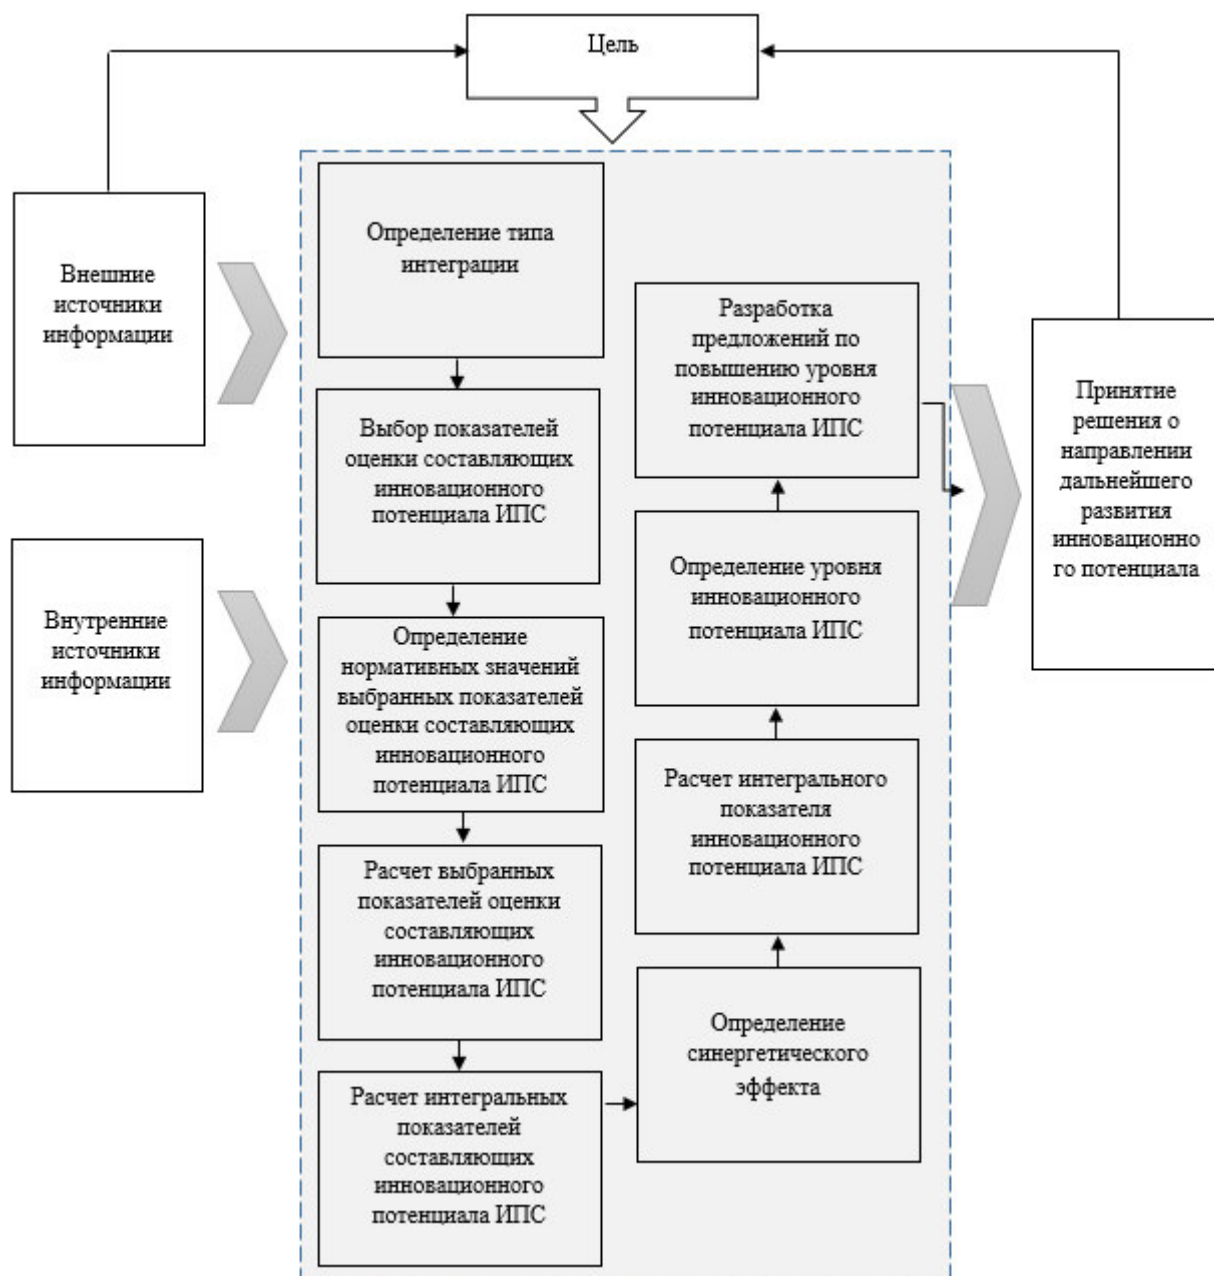 Цель
Внешние
источники
информации
Внутренние
источники
информации
Определение типа
интеграции
Выбор показателей
оценки составляющих
инновационного
потенциала ИПС
Определение
нормативных значений
выбранных показателей
оценки составляющих
инновационного
потенциала ИПС
Расчет выбранных
показателей оценки
составляющих
инновационного
потенциала ИПС
Расчет интегральных
показателей
составляющих
инновационного
потенциала ИПС
Определение
синергетического
эффекта
Расчет интегрального
показателя
инновационного
потенциала ИПС
Определение уровня
инновационного
потенциала ИПС
Разработка
предложений по
повышению уровня
инновационного
потенциала ИПС
Принятие
решения о
направлении
дальнейшего
развития
инновационно
го потенциала